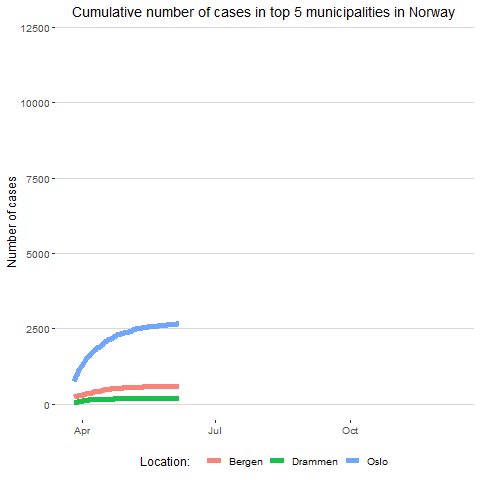 Cumulative number of cases in top 5 municipalities in Norway
Number of cases
12500
10000
7500
5000
2500
0
Apr Jul Oct
Location: Bergen Drammen Oslo